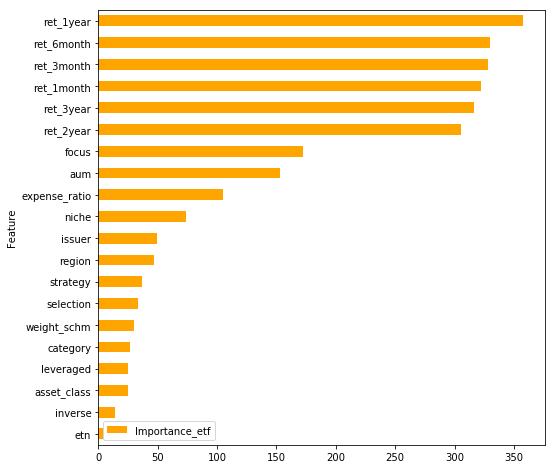 ret_1year
ret_6month
ret_3month
ret_1month
ret_3year
ret_2year
focus
aum
expense_ratio
niche
issuer
region
strategy
selection
weight_schm
category
leveraged
asset_class
inverse
etn
Feature
Importance_etf
0 50 100 150 200 250 300 350